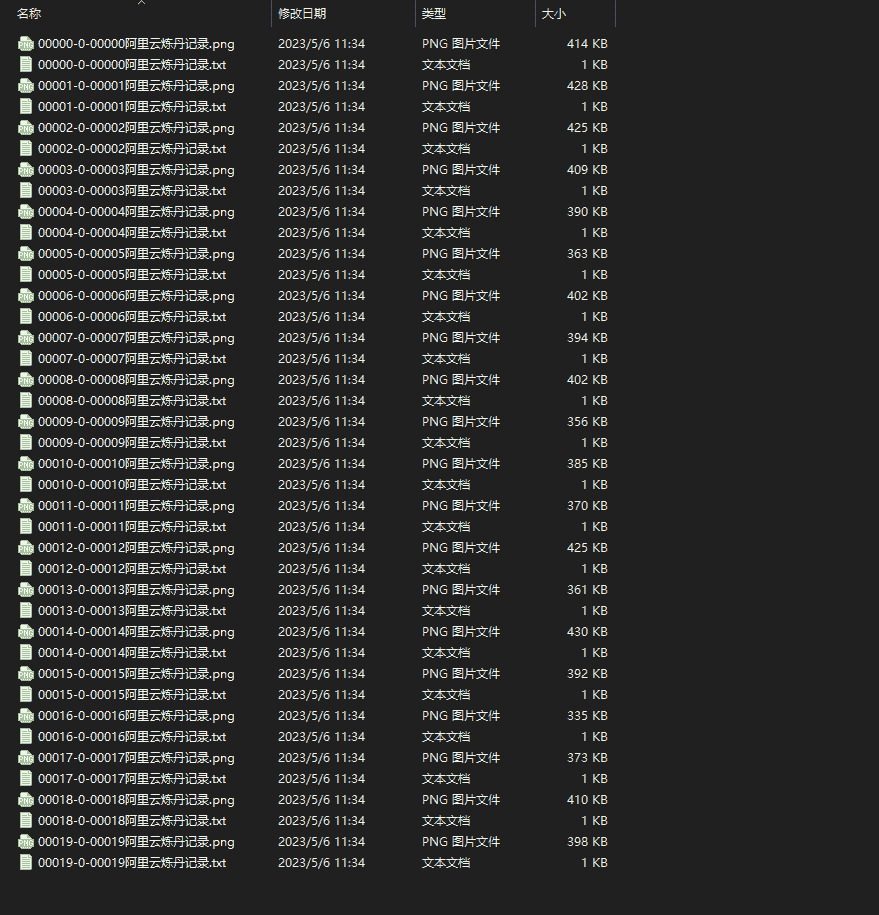 名称 修改日期 类型 大小
00000-0-00000阿里云炼丹记录.png 2023/5/6 11:34 PNG 图片文件 414 KB
00000-0-00000阿里云炼丹记录.txt 2023/5/6 11:34 文本文档 1 KB
00001-0-00001阿里云炼丹记录.png 2023/5/6 11:34 PNG 图片文件 428 KB
00001-0-00001阿里云炼丹记录.txt 2023/5/6 11:34 文本文档 1 KB
00002-0-00002阿里云炼丹记录.png 2023/5/6 11:34 PNG 图片文件 425 KB
00002-0-00002阿里云炼丹记录.txt 2023/5/6 11:34 文本文档 1 KB
00003-0-00003阿里云炼丹记录.png 2023/5/6 11:34 PNG 图片文件 409 KB
00003-0-00003阿里云炼丹记录.txt 2023/5/6 11:34 文本文档 1 KB
00004-0-00004阿里云炼丹记录.png 2023/5/6 11:34 PNG 图片文件 390 KB
00004-0-00004阿里云炼丹记录.txt 2023/5/6 11:34 文本文档 1 KB
00005-0-00005阿里云炼丹记录.png 2023/5/6 11:34 PNG 图片文件 363 KB
00005-0-00005阿里云炼丹记录.txt 2023/5/6 11:34 文本文档 1 KB
00006-0-00006阿里云炼丹记录.png 2023/5/6 11:34 PNG 图片文件 402 KB
00006-0-00006阿里云炼丹记录.txt 2023/5/6 11:34 文本文档 1 KB
00007-0-00007阿里云炼丹记录.png 2023/5/6 11:34 PNG 图片文件 394 KB
00007-0-00007阿里云炼丹记录.txt 2023/5/6 11:34 文本文档 1 KB
00008-0-00008阿里云炼丹记录.png 2023/5/6 11:34 PNG 图片文件 402 KB
00008-0-00008阿里云炼丹记录.txt 2023/5/6 11:34 文本文档 1 KB
00009-0-00009阿里云炼丹记录.png 2023/5/6 11:34 PNG 图片文件 356 KB
00009-0-00009阿里云炼丹记录.txt 2023/5/6 11:34 文本文档 1 KB
00010-0-00010阿里云炼丹记录.png 2023/5/6 11:34 PNG 图片文件 385 KB
00010-0-00010阿里云炼丹记录.txt 2023/5/6 11:34 文本文档 1 KB
00011-0-00011阿里云炼丹记录.png 2023/5/6 11:34 PNG 图片文件 370 KB
00011-0-00011阿里云炼丹记录.txt 2023/5/6 11:34 文本文档 1 KB
00012-0-00012阿里云炼丹记录.png 2023/5/6 11:34 PNG 图片文件 425 KB
00012-0-00012阿里云炼丹记录.txt 2023/5/6 11:34 文本文档 1 KB
00013-0-00013阿里云炼丹记录.png 2023/5/6 11:34 PNG 图片文件 361 KB
00013-0-00013阿里云炼丹记录.txt 2023/5/6 11:34 文本文档 1 KB
00014-0-00014阿里云炼丹记录.png 2023/5/6 11:34 PNG 图片文件 430 KB
00014-0-00014阿里云炼丹记录.txt 2023/5/6 11:34 文本文档 1 KB
00015-0-00015阿里云炼丹记录.png 2023/5/6 11:34 PNG 图片文件 392 KB
00015-0-00015阿里云炼丹记录.txt 2023/5/6 11:34 文本文档 1 KB
00016-0-00016阿里云炼丹记录.png 2023/5/6 11:34 PNG 图片文件 335 KB
00016-0-00016阿里云炼丹记录.txt 2023/5/6 11:34 文本文档 1 KB
00017-0-00017阿里云炼丹记录.png 2023/5/6 11:34 PNG 图片文件 373 KB
00017-0-00017阿里云炼丹记录.txt 2023/5/6 11:34 文本文档 1 KB
00018-0-00018阿里云炼丹记录.png 2023/5/6 11:34 PNG 图片文件 410 KB
00018-0-00018阿里云炼丹记录.txt 2023/5/6 11:34 文本文档 1 KB
00019-0-00019阿里云炼丹记录.png 2023/5/6 11:34 PNG 图片文件 398 KB
00019-0-00019阿里云炼丹记录.txt 2023/5/6 11:34 文本文档 1 KB